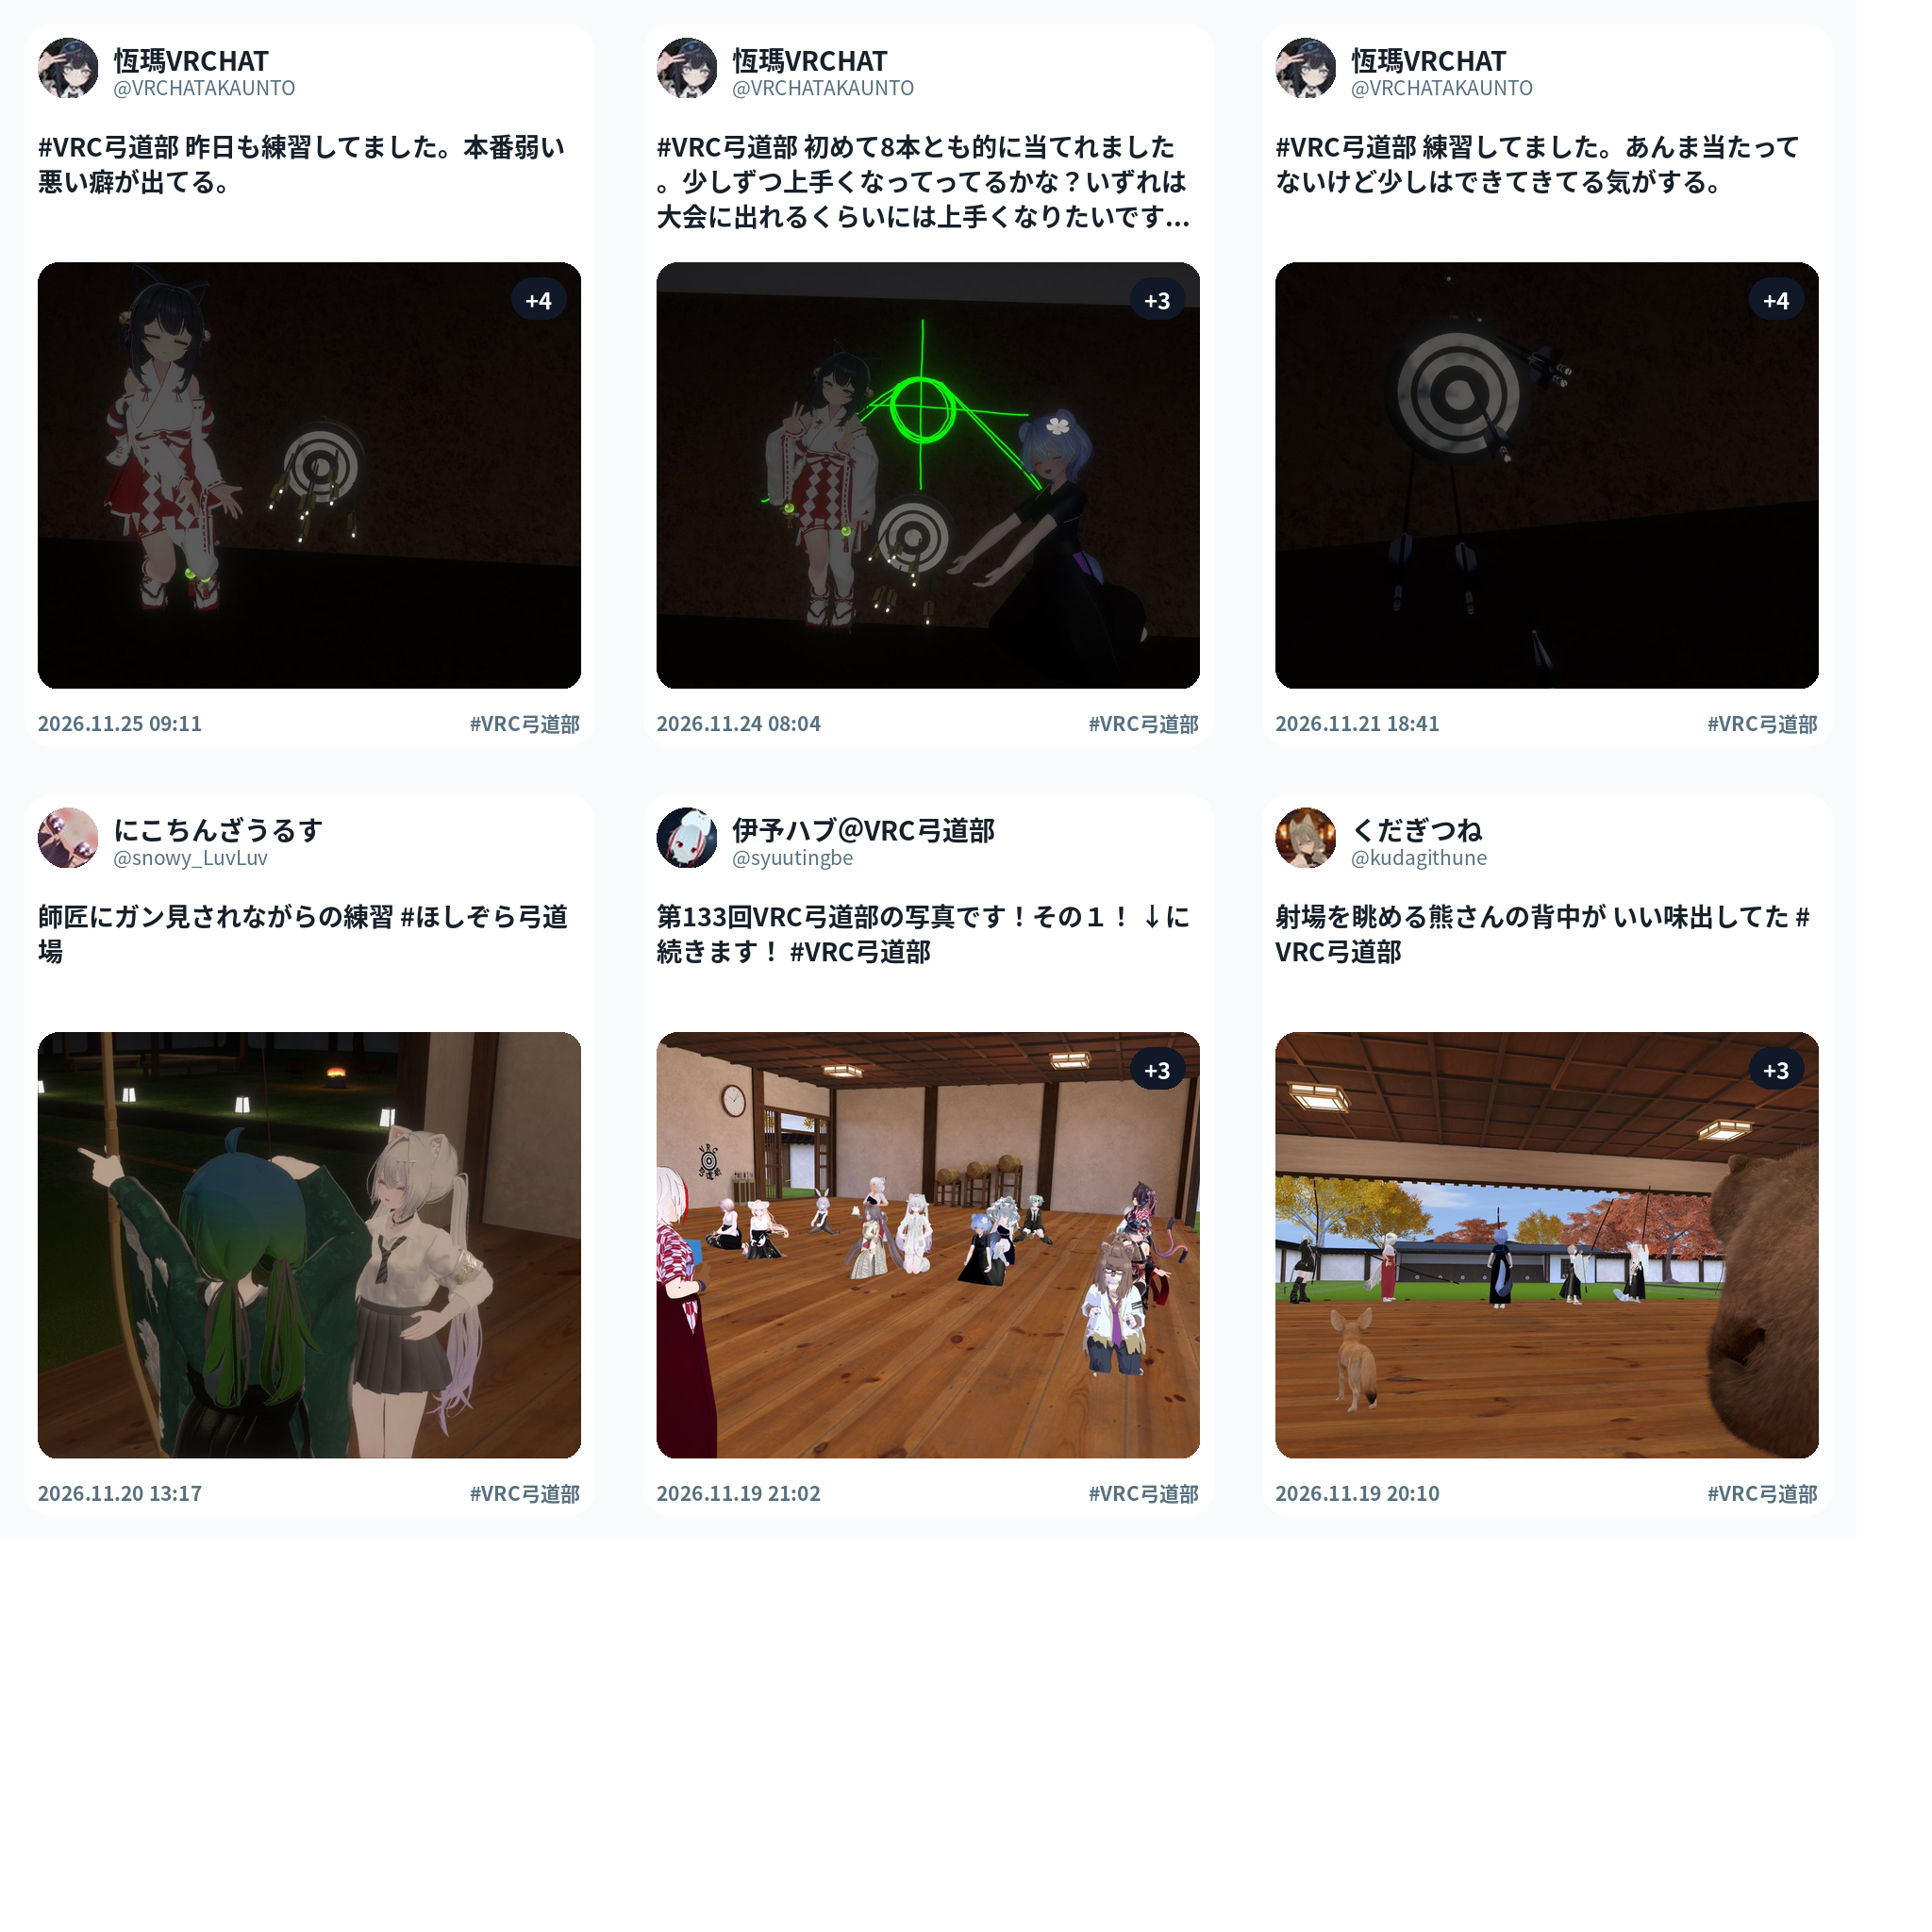 恆瑪VRCHAT
@VRCHATAKAUNTO
#VRC弓道部 昨日も練習してました。本番弱い
悪い癖が出てる。
+4
2026.11.25 09:11
#VRC弓道部
恆瑪VRCHAT
@VRCHATAKAUNTO
#VRC弓道部 初めて8本とも的に当てれました
。少しずつ上手くなってってるかな？いずれは
大会に出れるくらいには上手くなりたいです...
+3
2026.11.24 08:04
#VRC弓道部
恆瑪VRCHAT
@VRCHATAKAUNTO
#VRC弓道部 練習してました。あんま当たって
ないけど少しはできてきてる気がする。
+4
2026.11.21 18:41
#VRC弓道部
にこちんざうるす
@snowy_LuvLuv
師匠にガン見されながらの練習 #ほしぞら弓道
場
2026.11.20 13:17
#VRC弓道部
伊予ハブ＠VRC弓道部
@syuutingbe
第133回VRC弓道部の写真です！その１！ ↓に
続きます！ #VRC弓道部
+3
2026.11.19 21:02
#VRC弓道部
くだぎつね
@kudagithune
射場を眺める熊さんの背中が いい味出してた #
VRC弓道部
+3
2026.11.19 20:10
#VRC弓道部